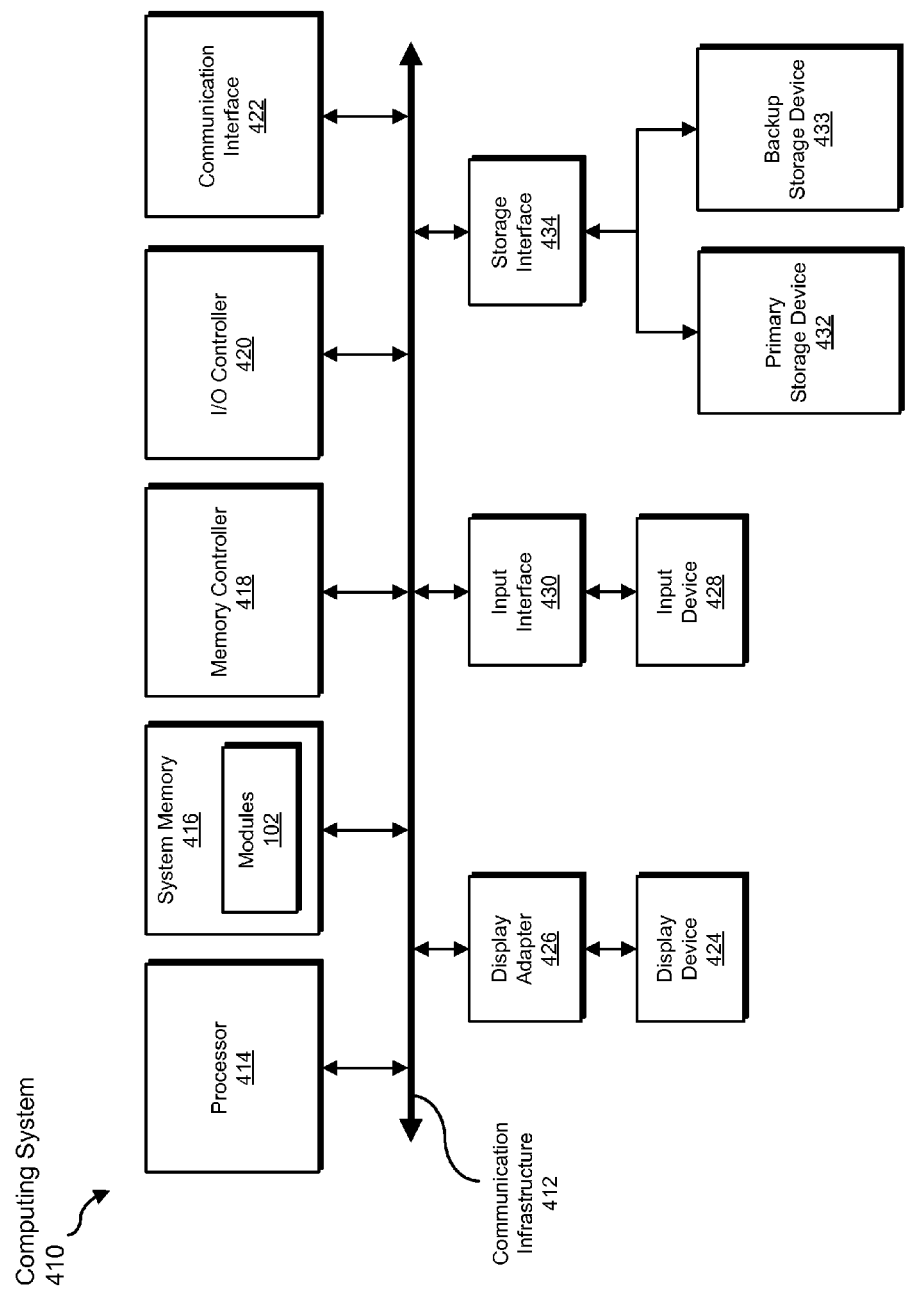 Computing System
410
Processor
414
System Memory
416
Modules
102
Memory Controller
418
I/O Controller
420
Communication
Interface
422
Communication
Infrastructure
412
Display
Adapter
426
Input
Interface
430
Storage
Interface
434
Display
Device
424
Input
Device
428
Primary
Storage Device
432
Backup
Storage Device
433